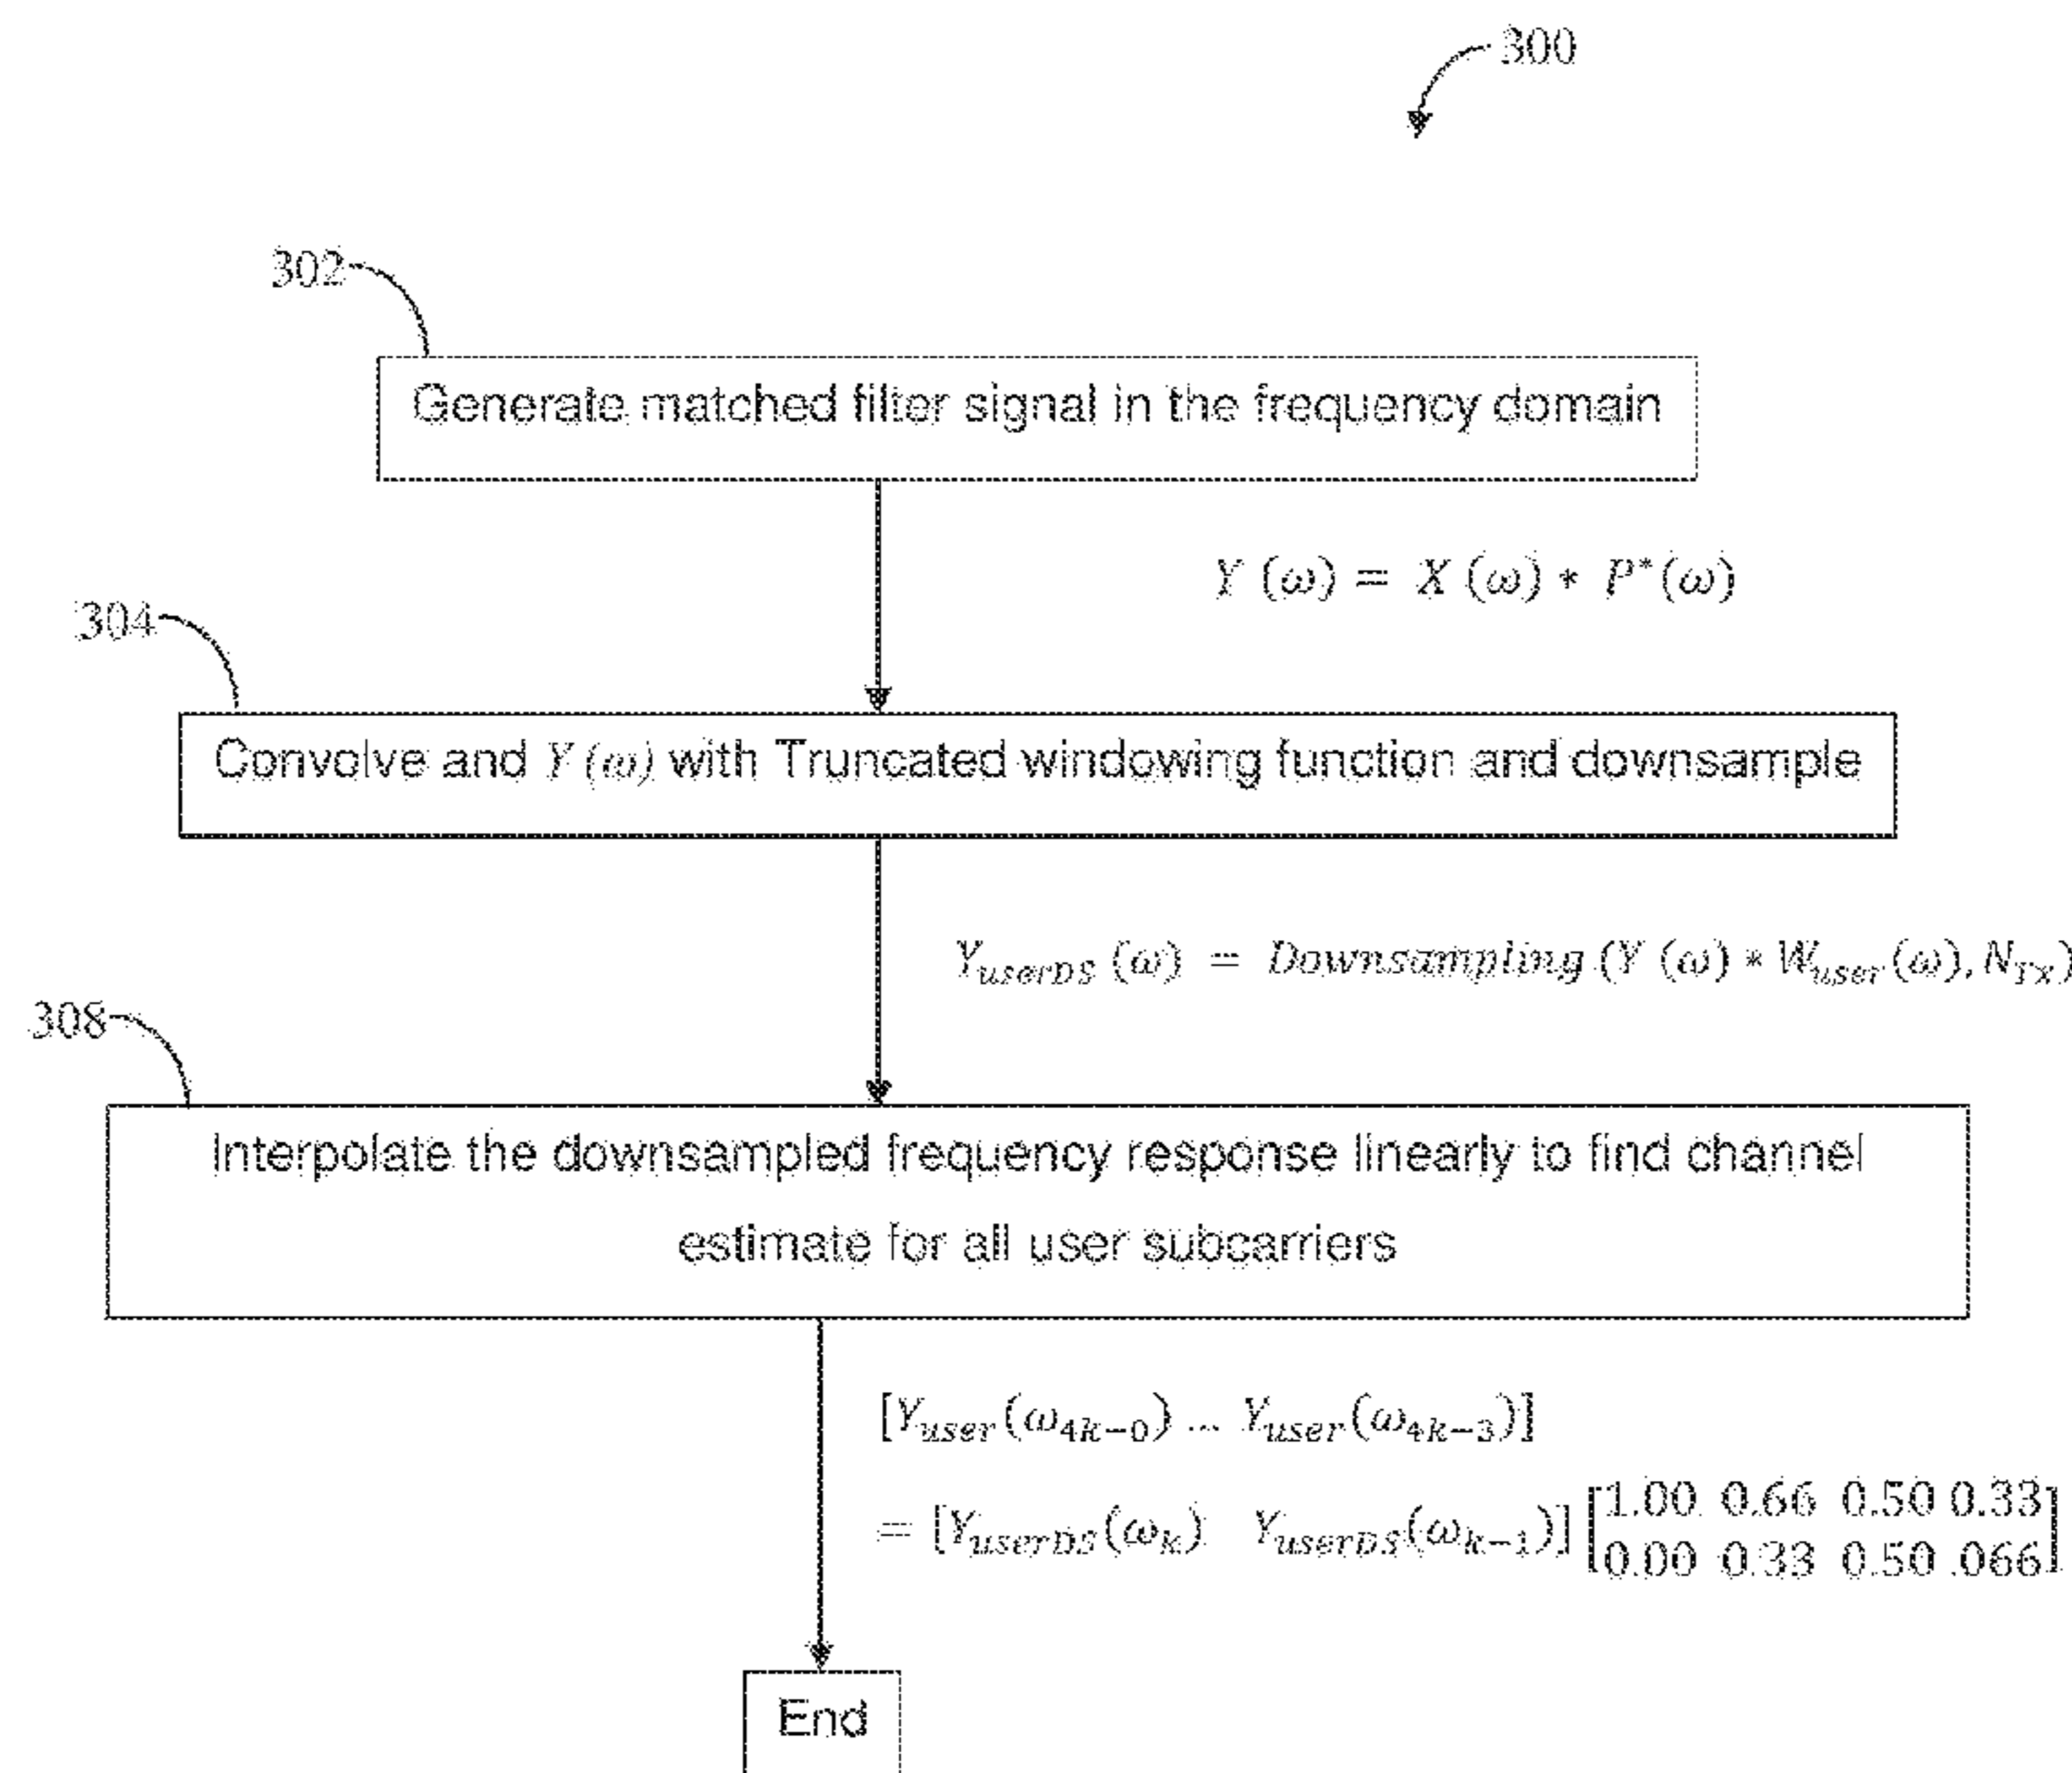 300
302
Generate matched filter signal in the frequency domain
Y (ω) = X (ω) * P*(ω)
304
Convolve and Y (ω) with Truncated windowing function and downsample
Y_userDS (ω) = Downsampling (Y (ω) * W_user (ω), N_Tx)
308
Interpolate the downsampled frequency response linearly to find channel
estimate for all user subcarriers
[Y_user(ω_4k−0) ... Y_user(ω_4k−3)]
= [Y_userDS(ω_k) Y_userDS(ω_k−1)] [1.00 0.66 0.50 0.33
0.00 0.33 0.50 .066]
End